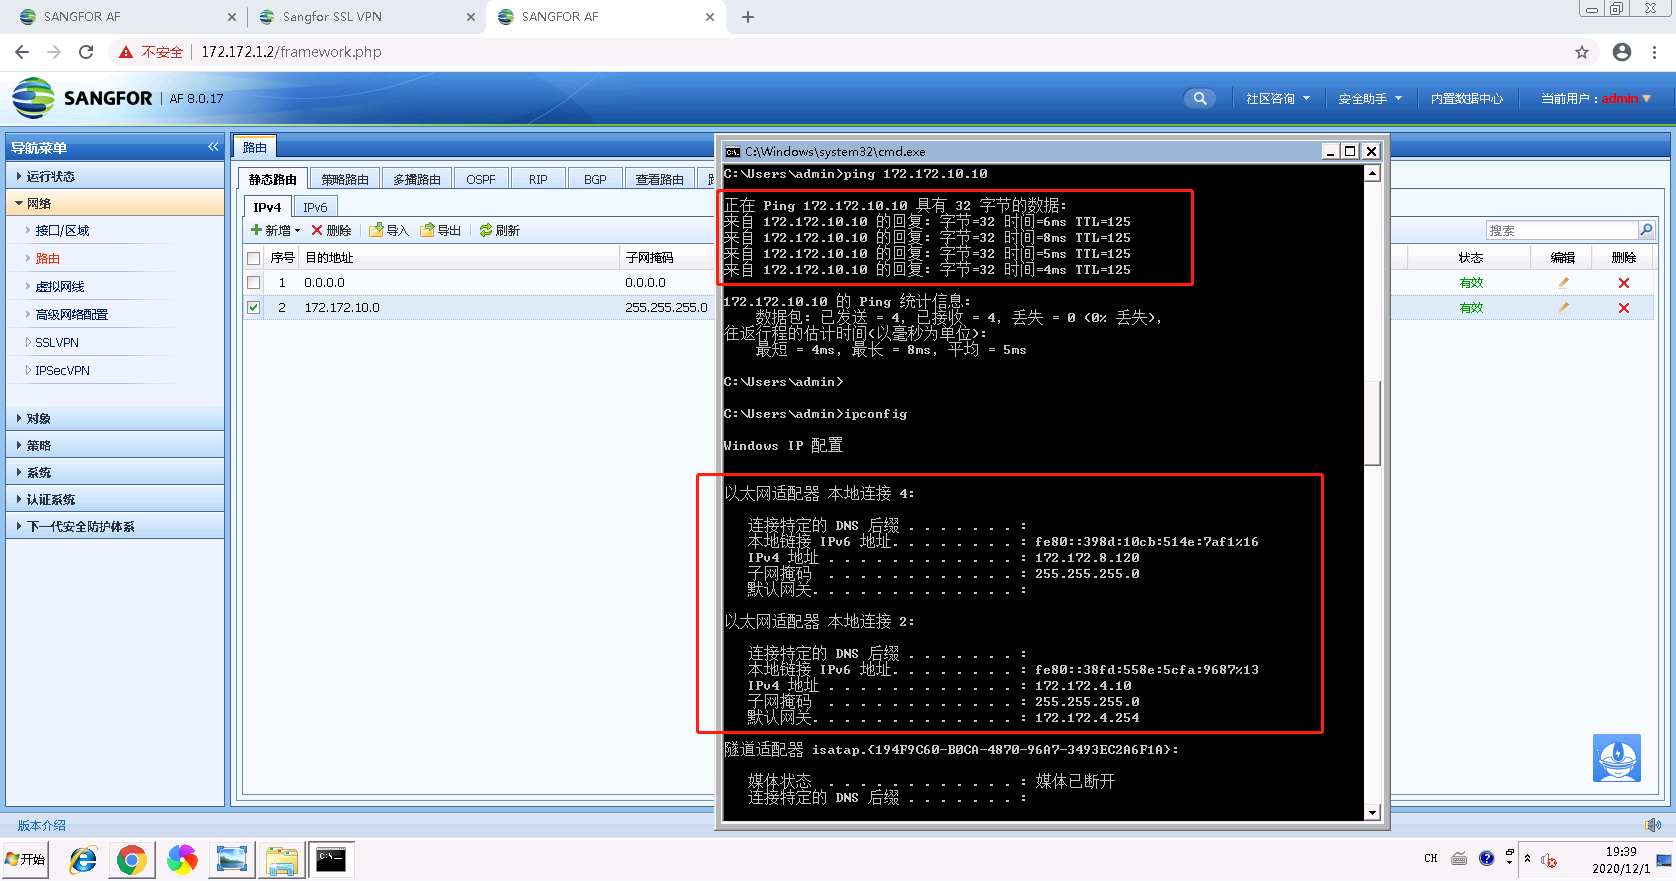 SANGFOR AF
Sangfor SSL VPN
SANGFOR AF
不安全
172.172.1.2/framework.php
SANGFOR
AF 8.0.17
社区咨询
安全助手
内置数据中心
当前用户：admin
导航菜单
运行状态
网络
接口/区域
路由
虚拟网线
高级网络配置
SSLVPN
IPSecVPN
对象
策略
系统
认证系统
下一代安全防护体系
路由
静态路由
策略路由
多播路由
OSPF
RIP
BGP
查看路由
IPv4
IPv6
新增
删除
导入
导出
刷新
搜索
序号
目的地址
子网掩码
状态
编辑
删除
1
0.0.0.0
0.0.0.0
有效
2
172.172.10.0
255.255.255.0
有效
C:\Windows\system32\cmd.exe
C:\Users\admin>ping 172.172.10.10
正在 Ping 172.172.10.10 具有 32 字节的数据:
来自 172.172.10.10 的回复: 字节=32 时间=6ms TTL=125
来自 172.172.10.10 的回复: 字节=32 时间=8ms TTL=125
来自 172.172.10.10 的回复: 字节=32 时间=5ms TTL=125
来自 172.172.10.10 的回复: 字节=32 时间=4ms TTL=125
172.172.10.10 的 Ping 统计信息:
数据包: 已发送 = 4, 已接收 = 4, 丢失 = 0 (0% 丢失),
往返行程的估计时间(以毫秒为单位):
最短 = 4ms, 最长 = 8ms, 平均 = 5ms
C:\Users\admin>
C:\Users\admin>ipconfig
Windows IP 配置
以太网适配器 本地连接 4:
连接特定的 DNS 后缀 . . . . . . . :
本地链接 IPv6 地址. . . . . . . . : fe80::398d:10cb:514e:7af1%16
IPv4 地址 . . . . . . . . . . . . : 172.172.8.120
子网掩码 . . . . . . . . . . . . : 255.255.255.0
默认网关. . . . . . . . . . . . . :
以太网适配器 本地连接 2:
连接特定的 DNS 后缀 . . . . . . . :
本地链接 IPv6 地址. . . . . . . . : fe80::38fd:558e:5cfa:9687%13
IPv4 地址 . . . . . . . . . . . . : 172.172.4.10
子网掩码 . . . . . . . . . . . . : 255.255.255.0
默认网关. . . . . . . . . . . . . : 172.172.4.254
隧道适配器 isatap.{194F9C60-B0CA-4870-96A7-3493EC2A6F1A}:
媒体状态 . . . . . . . . . . . . : 媒体已断开
连接特定的 DNS 后缀 . . . . . . . :
版本介绍
开始
CH
19:39
2020/12/1